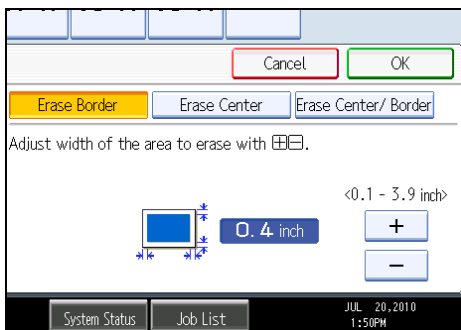 Cancel OK
Erase Border Erase Center Erase Center/ Border
Adjust width of the area to erase with ⊞⊟.
<0.1 - 3.9 inch>
0.4 inch
+
−
System Status Job List JUL 20,2010
1:50PM